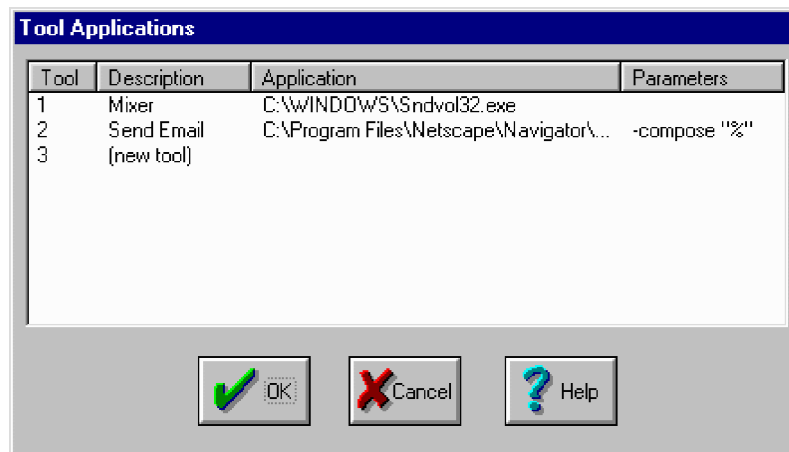 Tool Applications
Tool Description Application Parameters
1 Mixer C:\WINDOWS\Sndvol32.exe
2 Send Email C:\Program Files\Netscape\Navigator\... -compose "%"
3 (new tool)
OK Cancel Help